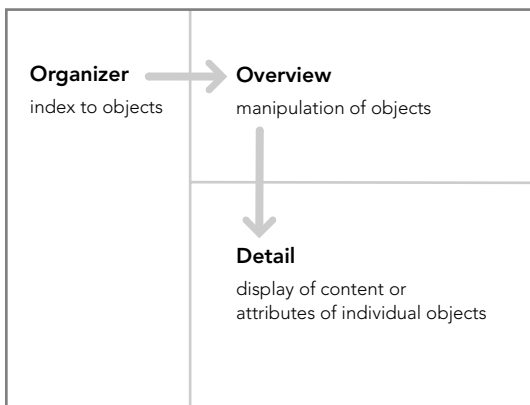 Organizer
index to objects
Overview
manipulation of objects
Detail
display of content or
attributes of individual objects